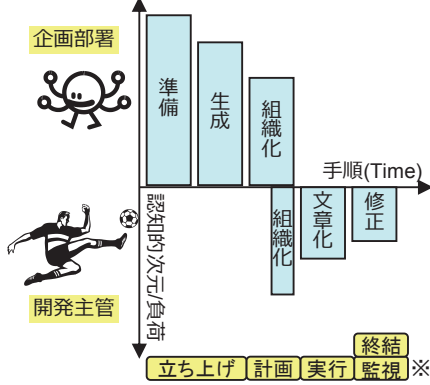 企画部署
準備
生成
組織化
手順(Time)
認知的次元/負荷
組織化
文章化
修正
開発主管
終結
立ち上げ
計画
実行
監視
※